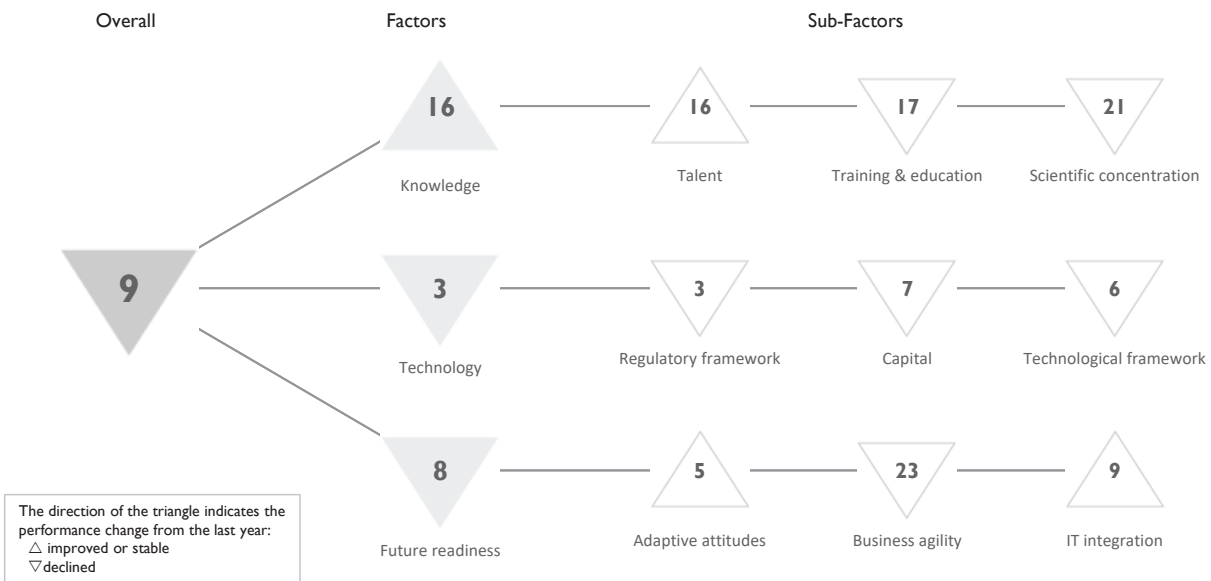 Overall
Factors
Sub-Factors
16
16
17
21
Knowledge
Talent
Training & education
Scientific concentration
9
3
3
7
6
Technology
Regulatory framework
Capital
Technological framework
8
5
23
9
Future readiness
Adaptive attitudes
Business agility
IT integration
The direction of the triangle indicates the
performance change from the last year:
△ improved or stable
▽ declined